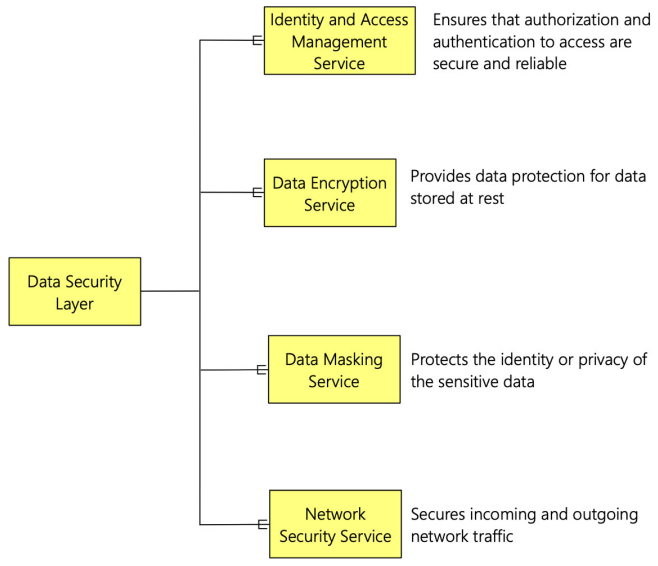 Identity and Access
Management
Service
Ensures that authorization and
authentication to access are
secure and reliable
Data Encryption
Service
Provides data protection for data
stored at rest
Data Security
Layer
Data Masking
Service
Protects the identity or privacy of
the sensitive data
Network
Security Service
Secures incoming and outgoing
network traffic